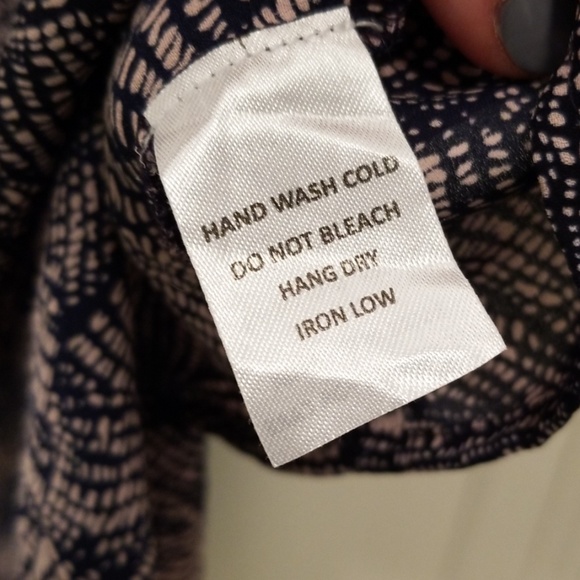 HAND WASH COLD
DO NOT BLEACH
HANG DRY
IRON LOW